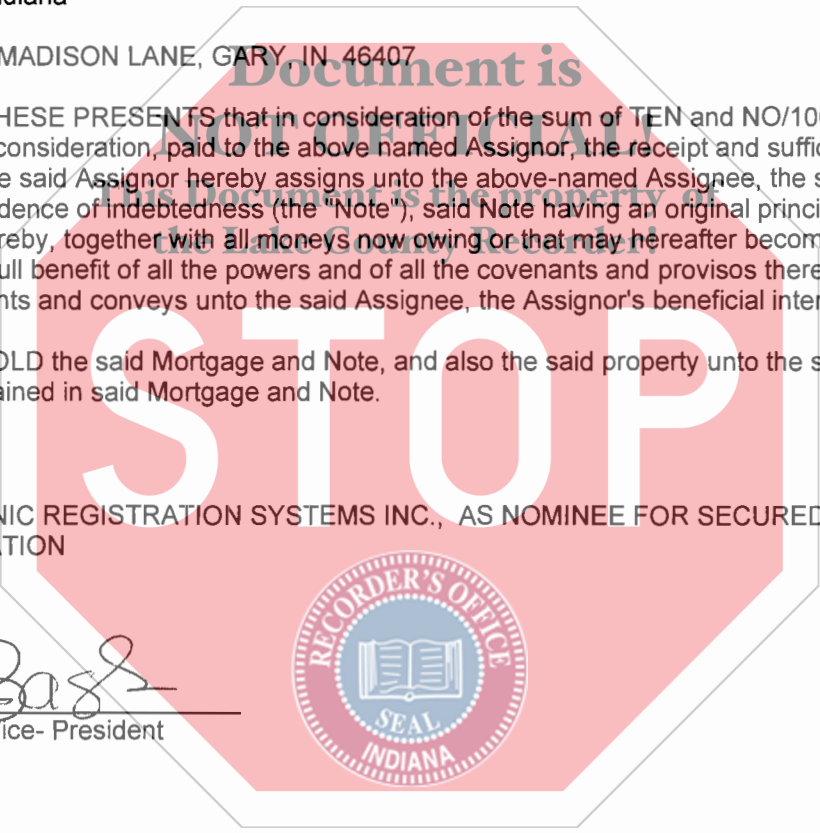 ndiana
MADISON LANE, GARY, IN 46407
Document is
HESE PRESENTS that in consideration of the sum of TEN and NO/10
NOT OFFICIAL!
consideration, paid to the above named Assignor, the receipt and suffic
e said Assignor hereby assigns unto the above-named Assignee, the s
This Document is the property of
dence of indebtedness (the "Note"), said Note having an original princi
reby, together with all moneys now owing or that may hereafter becom
the Lake County Recorder!
ull benefit of all the powers and of all the covenants and provisos there
nts and conveys unto the said Assignee, the Assignor's beneficial inter
STOP
OLD the said Mortgage and Note, and also the said property unto the s
ained in said Mortgage and Note.
NIC REGISTRATION SYSTEMS INC., AS NOMINEE FOR SECURED
ATION
RECORDER'S OFFICE
SEAL
INDIANA
ice- President